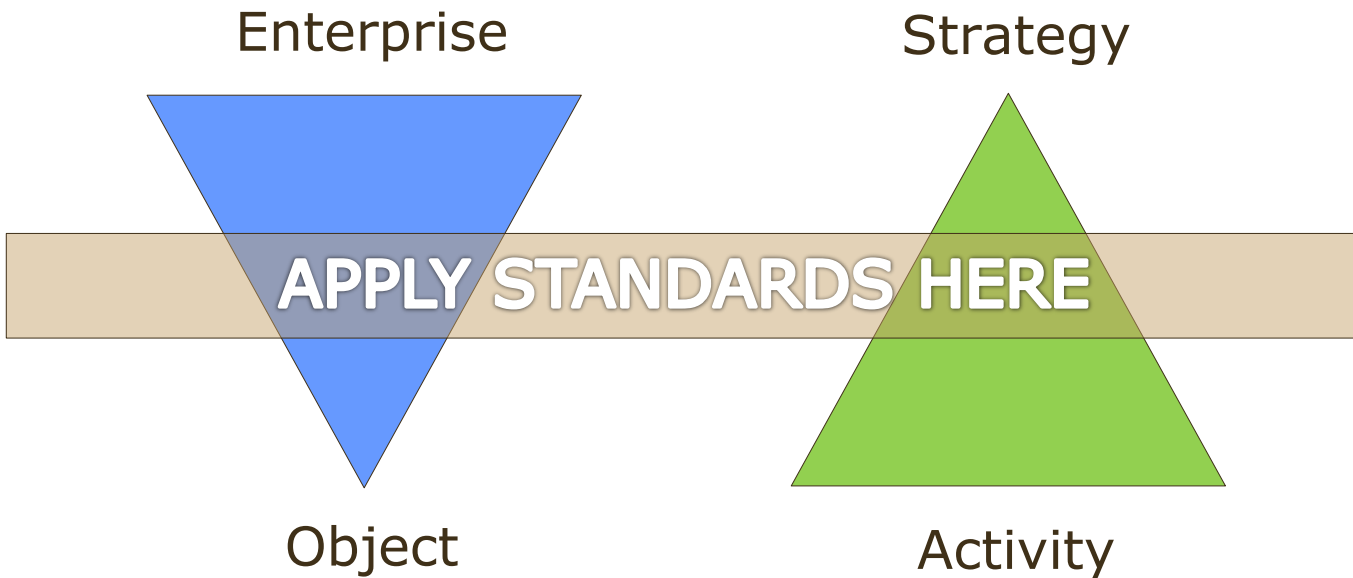 Enterprise
Strategy
APPLY STANDARDS HERE
Object
Activity